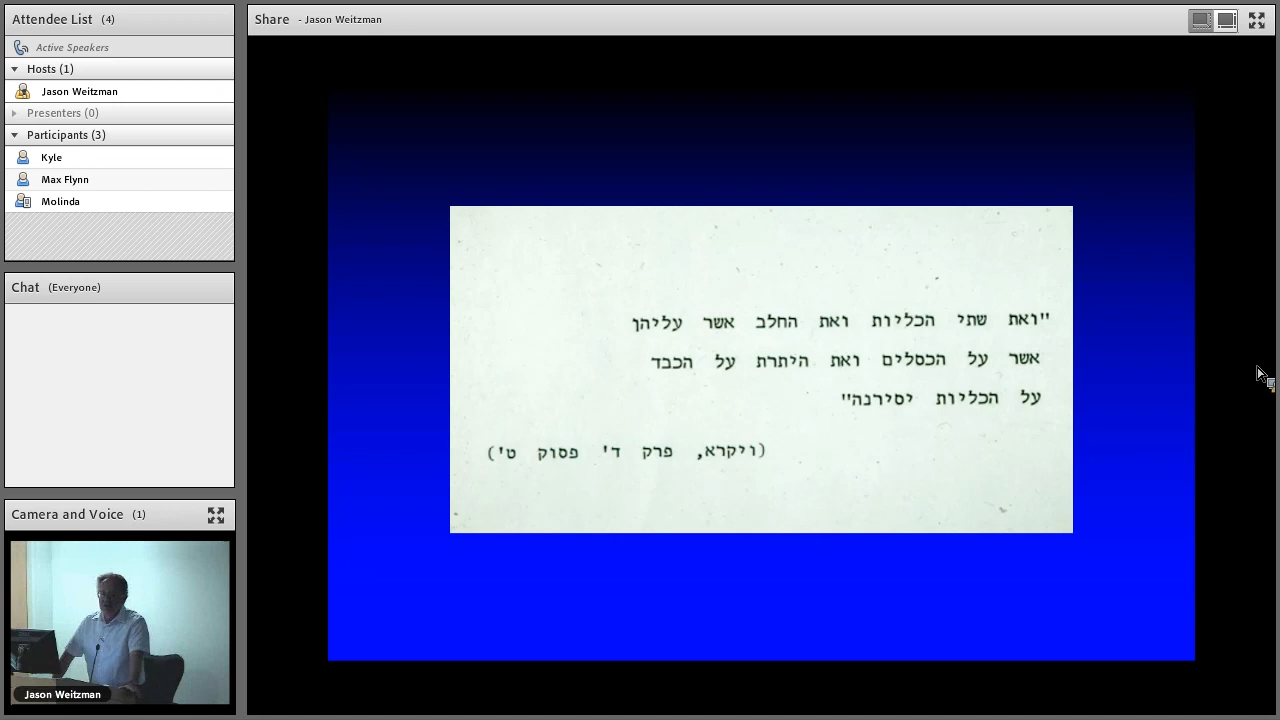 Attendee List (4)
Active Speakers
Hosts (1)
Jason Weitzman
Presenters (0)
Participants (3)
Kyle
Max Flynn
Molinda
Chat (Everyone)
Camera and Voice (1)
Jason Weitzman
Share - Jason Weitzman
"ואת שתי הכליות ואת החלב אשר עליהן
אשר על הכסלים ואת היתרת על הכבד
על הכליות יסירנה"
(ויקרא, פרק ד' פסוק ט')